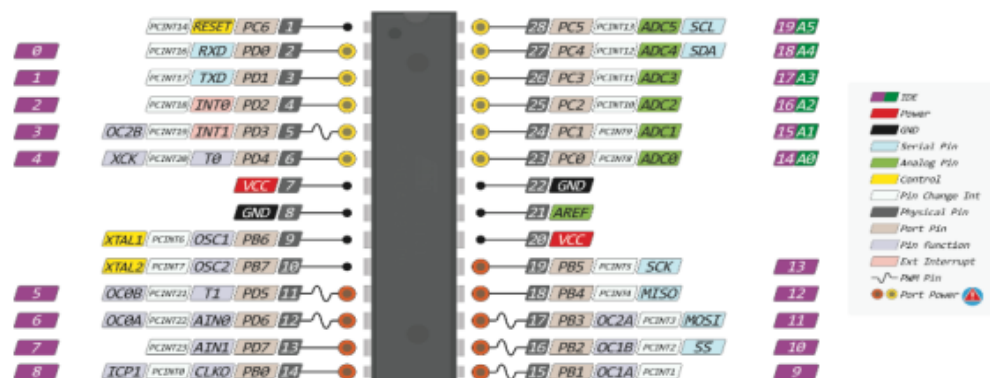 PCINT14 RESET PC6 1 28 PC5 PCINT13 ADC5 SCL 19 A5
0 PCINT16 RXD PD0 2 27 PC4 PCINT12 ADC4 SDA 18 A4
1 PCINT17 TXD PD1 3 26 PC3 PCINT11 ADC3 17 A3
2 PCINT18 INT0 PD2 4 25 PC2 PCINT10 ADC2 16 A2
3 OC2B PCINT19 INT1 PD3 5 24 PC1 PCINT9 ADC1 15 A1
4 XCK PCINT20 T0 PD4 6 23 PC0 PCINT8 ADC0 14 A0
VCC 7 22 GND
GND 8 21 AREF
XTAL1 PCINT6 OSC1 PB6 9 20 VCC
XTAL2 PCINT7 OSC2 PB7 10 19 PB5 PCINT5 SCK 13
5 OC0B PCINT21 T1 PD5 11 18 PB4 PCINT4 MISO 12
6 OC0A PCINT22 AIN0 PD6 12 17 PB3 OC2A PCINT3 MOSI 11
7 PCINT23 AIN1 PD7 13 16 PB2 OC1B PCINT2 SS 10
8 ICP1 PCINT0 CLKO PB0 14 15 PB1 OC1A PCINT1 9
IDE
Power
GND
Serial Pin
Analog Pin
Control
Pin Change Int
Physical Pin
Port Pin
Pin function
Ext Interrupt
PWM Pin
Port Power